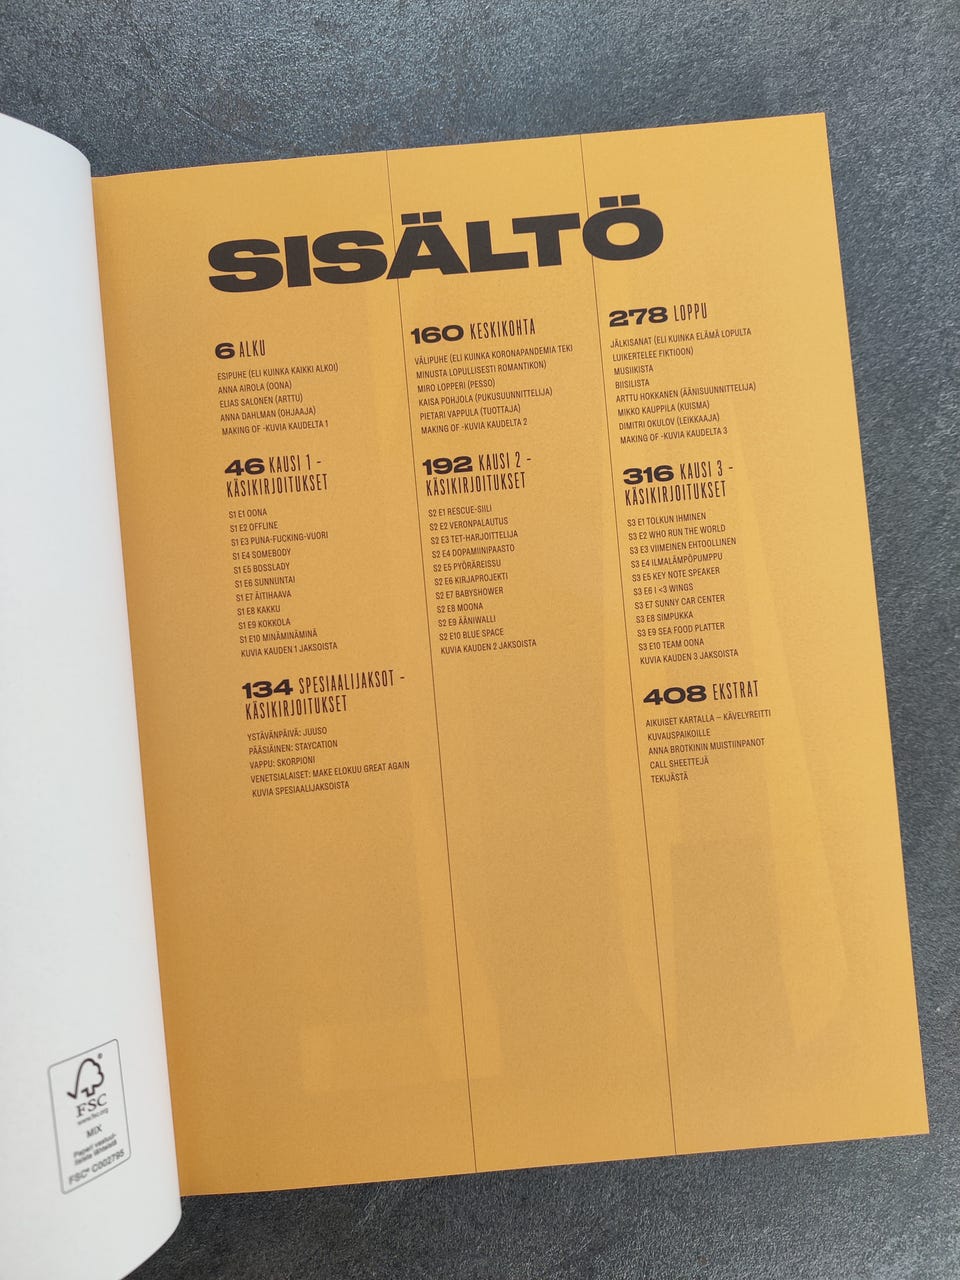 SISÄLTÖ
6 ALKU
ESIPUHE (ELI KUINKA KAIKKI ALKOI)
ANNA AIROLA (OONA)
ELIAS SALONEN (ARTTU)
ANNA DAHLMAN (OHJAAJA)
MAKING OF -KUVIA KAUDELTA 1
46 KAUSI 1 –
KÄSIKIRJOITUKSET
S1 E1 OONA
S1 E2 OFFLINE
S1 E3 PUNA-FUCKING-VUORI
S1 E4 SOMEBODY
S1 E5 BOSSLADY
S1 E6 SUNNUNTAI
S1 E7 ÄITIHAAVA
S1 E8 KAKKU
S1 E9 KOKKOLA
S1 E10 MINÄMINÄMINÄ
KUVIA KAUDEN 1 JAKSOISTA
134 SPESIAALIJAKSOT –
KÄSIKIRJOITUKSET
YSTÄVÄNPÄIVÄ: JUUSO
PÄÄSIÄINEN: STAYCATION
VAPPU: SKORPIONI
VENETSIALAISET: MAKE ELOKUU GREAT AGAIN
KUVIA SPESIAALIJAKSOISTA
160 KESKIKOHTA
VÄLIPUHE (ELI KUINKA KORONAPANDEMIA TEKI
MINUSTA LOPULLISESTI ROMANTIKON)
MIRO LOPPERI (PESSO)
KAISA POHJOLA (PUKUSUUNNITTELIJA)
PIETARI VAPPULA (TUOTTAJA)
MAKING OF -KUVIA KAUDELTA 2
192 KAUSI 2 –
KÄSIKIRJOITUKSET
S2 E1 RESCUE-SIILI
S2 E2 VERONPALAUTUS
S2 E3 TET-HARJOITTELIJA
S2 E4 DOPAMIINIPAASTO
S2 E5 PYÖRÄREISSU
S2 E6 KIRJAPROJEKTI
S2 E7 BABYSHOWER
S2 E8 MOONA
S2 E9 ÄÄNIWALLI
S2 E10 BLUE SPACE
KUVIA KAUDEN 2 JAKSOISTA
278 LOPPU
JÄLKISANAT (ELI KUINKA ELÄMÄ LOPULTA
LUIKERTELEE FIKTIOON)
MUSIIKISTA
BIISILISTA
ARTTU HOKKANEN (ÄÄNISUUNNITTELIJA)
MIKKO KAUPPILA (KUISMA)
DIMITRI OKULOV (LEIKKAAJA)
MAKING OF -KUVIA KAUDELTA 3
316 KAUSI 3 –
KÄSIKIRJOITUKSET
S3 E1 TOLKUN IHMINEN
S3 E2 WHO RUN THE WORLD
S3 E3 VIIMEINEN EHTOOLLINEN
S3 E4 ILMALÄMPÖPUMPPU
S3 E5 KEY NOTE SPEAKER
S3 E6 I <3 WINGS
S3 E7 SUNNY CAR CENTER
S3 E8 SIMPUKKA
S3 E9 SEA FOOD PLATTER
S3 E10 TEAM OONA
KUVIA KAUDEN 3 JAKSOISTA
408 EKSTRAT
AIKUISET KARTALLA – KÄVELYREITTI
KUVAUSPAIKOILLE
ANNA BROTKININ MUISTIINPANOT
CALL SHEETTEJÄ
TEKIJÄSTÄ
FSC
www.fsc.org
MIX
Paperi vastuul-
lisista lähteistä
FSC® C002795